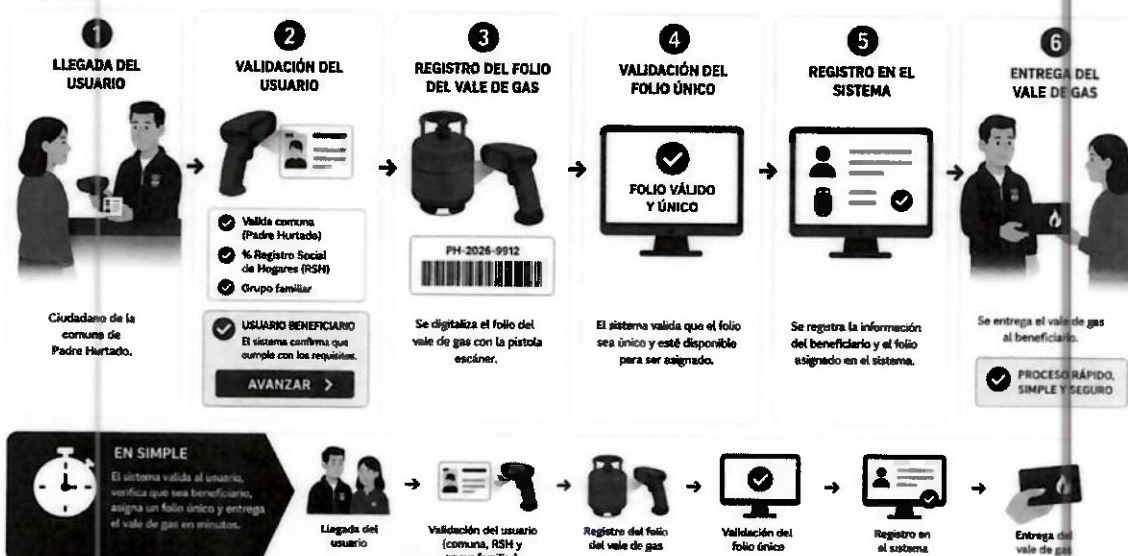 1
LLEGADA DEL
USUARIO
Ciudadano de la
comuna de
Padre Hurtado.
2
VALIDACIÓN DEL
USUARIO
Valida comuna
(Padre Hurtado)
% Registro Social
de Hogares (RSH)
Grupo familiar
USUARIO BENEFICIARIO
El sistema confirma que
cumple con los requisitos.
AVANZAR >
3
REGISTRO DEL FOLIO
DEL VALE DE GAS
PH-2026-9912
Se digitaliza el folio del
vale de gas con la pistola
escáner.
4
VALIDACIÓN DEL
FOLIO ÚNICO
FOLIO VÁLIDO
Y ÚNICO
El sistema valida que el folio
sea único y esté disponible
para ser asignado.
5
REGISTRO EN EL
SISTEMA
Se registra la información
del beneficiario y el folio
asignado en el sistema.
6
ENTREGA DEL
VALE DE GAS
Se entrega el vale de gas
al beneficiario.
PROCESO RÁPIDO,
SIMPLE Y SEGURO
EN SIMPLE
El sistema valida al usuario,
verifica que sea beneficiario,
asigna un folio único y entrega
el vale de gas en minutos.
Llegada del
usuario
Validación del usuario
(comuna, RSH y
Registro del folio
del vale de gas
Validación del
folio único
Registro en
el sistema
Entrega del
vale de gas